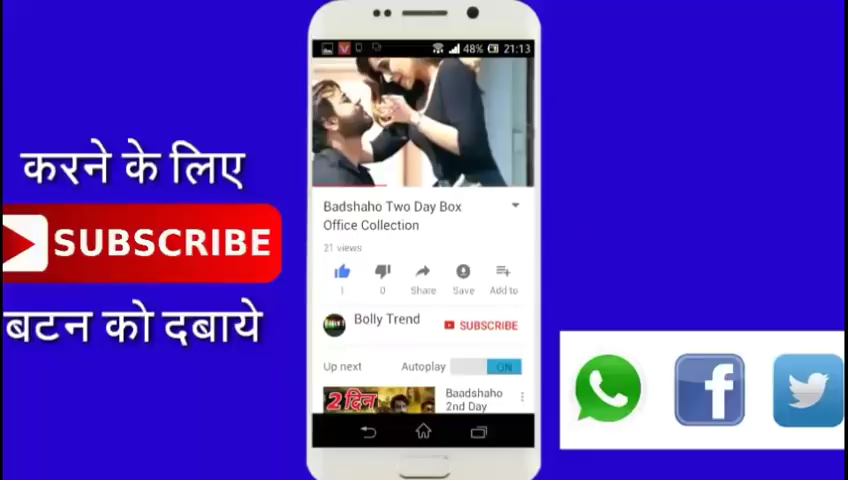 करने के लिए
SUBSCRIBE
बटन को दबाये
48% 21:13
Badshaho Two Day Box
Office Collection
21 views
1
0
Share
Save
Add to
Bolly Trend
SUBSCRIBE
Up next
Autoplay
ON
2 दिन
Baadshaho
2nd Day